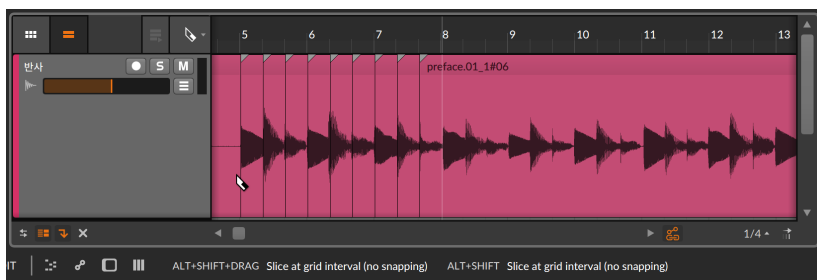 5 6 7 8 9 10 11 12 13
반사 S M
preface.01_1#06
1/4
IT ALT+SHIFT+DRAG Slice at grid interval (no snapping) ALT+SHIFT Slice at grid interval (no snapping)